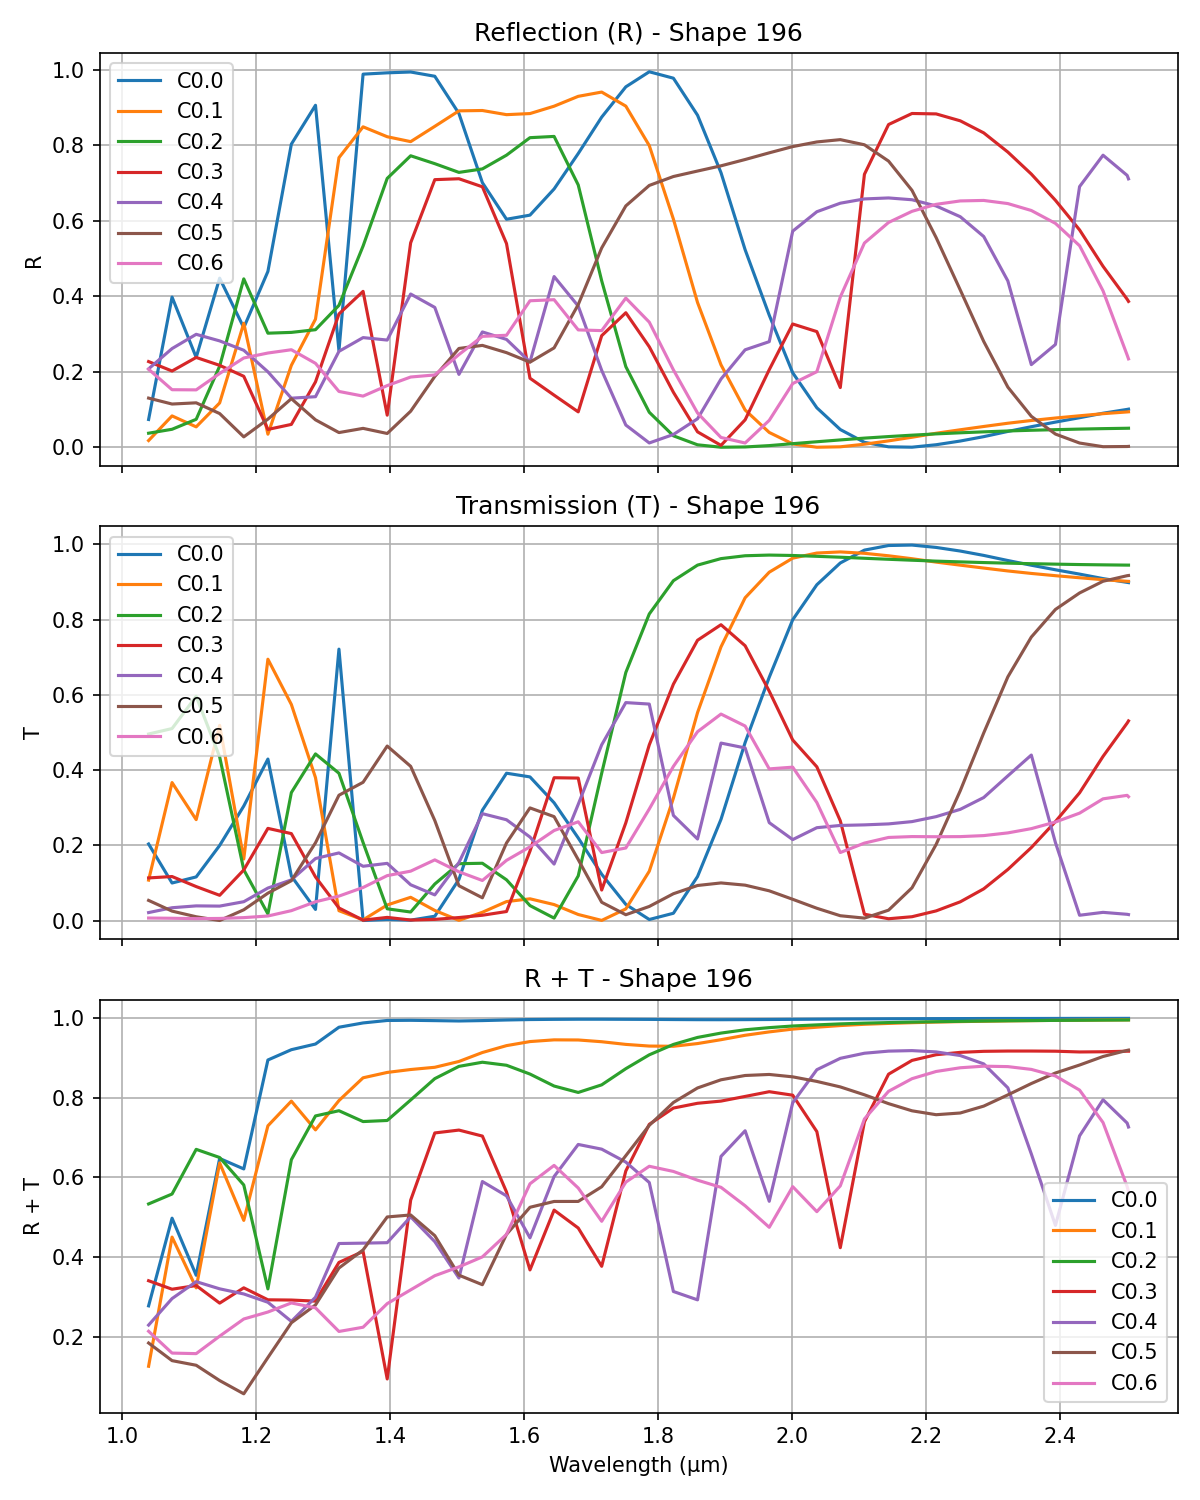 Reflection (R) - Shape 196
1.0
0.8
0.6
0.4
0.2
0.0
R
C0.0
C0.1
C0.2
C0.3
C0.4
C0.5
C0.6
Transmission (T) - Shape 196
1.0
0.8
0.6
0.4
0.2
0.0
T
C0.0
C0.1
C0.2
C0.3
C0.4
C0.5
C0.6
R + T - Shape 196
1.0
0.8
0.6
0.4
0.2
R + T
C0.0
C0.1
C0.2
C0.3
C0.4
C0.5
C0.6
1.0 1.2 1.4 1.6 1.8 2.0 2.2 2.4
Wavelength (μm)